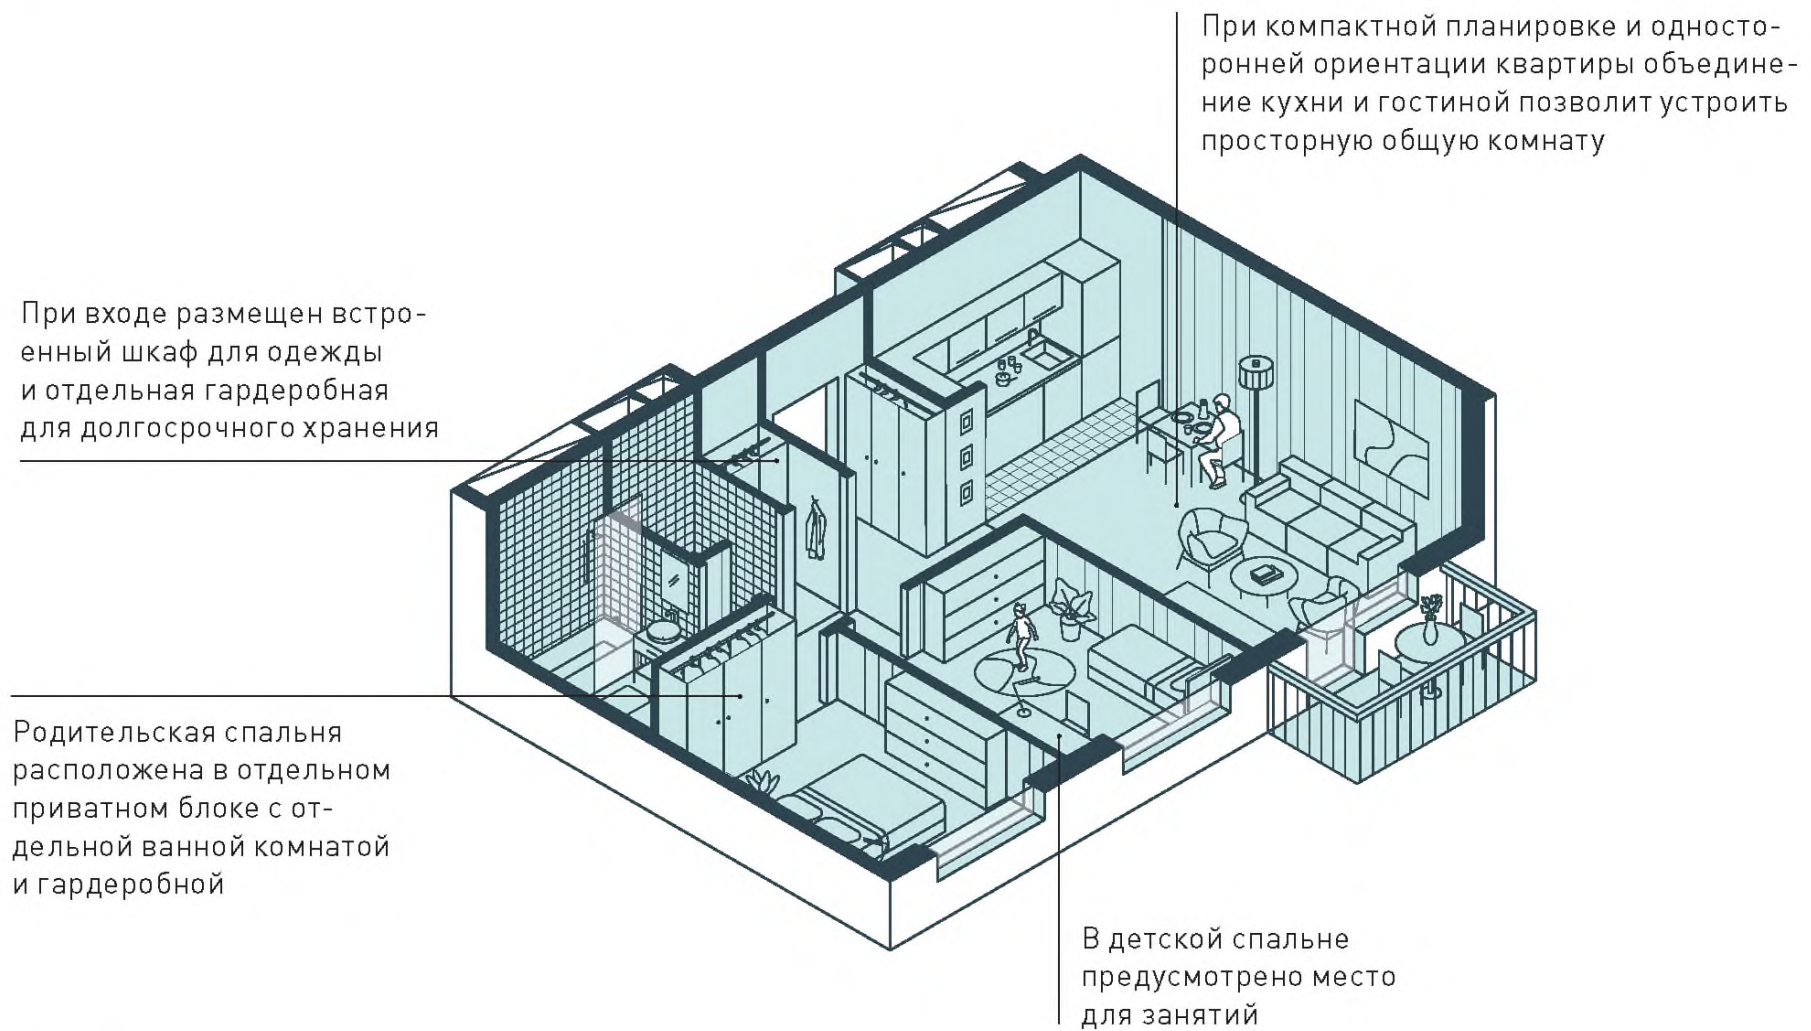 При компактной планировке и односто-
ронней ориентации квартиры объедине-
ние кухни и гостиной позволит устроить
просторную общую комнату
При входе размещен встро-
енный шкаф для одежды
и отдельная гардеробная
для долгосрочного хранения
Родительская спальня
расположена в отдельном
приватном блоке с от-
дельной ванной комнатой
и гардеробной
В детской спальне
предусмотрено место
для занятий